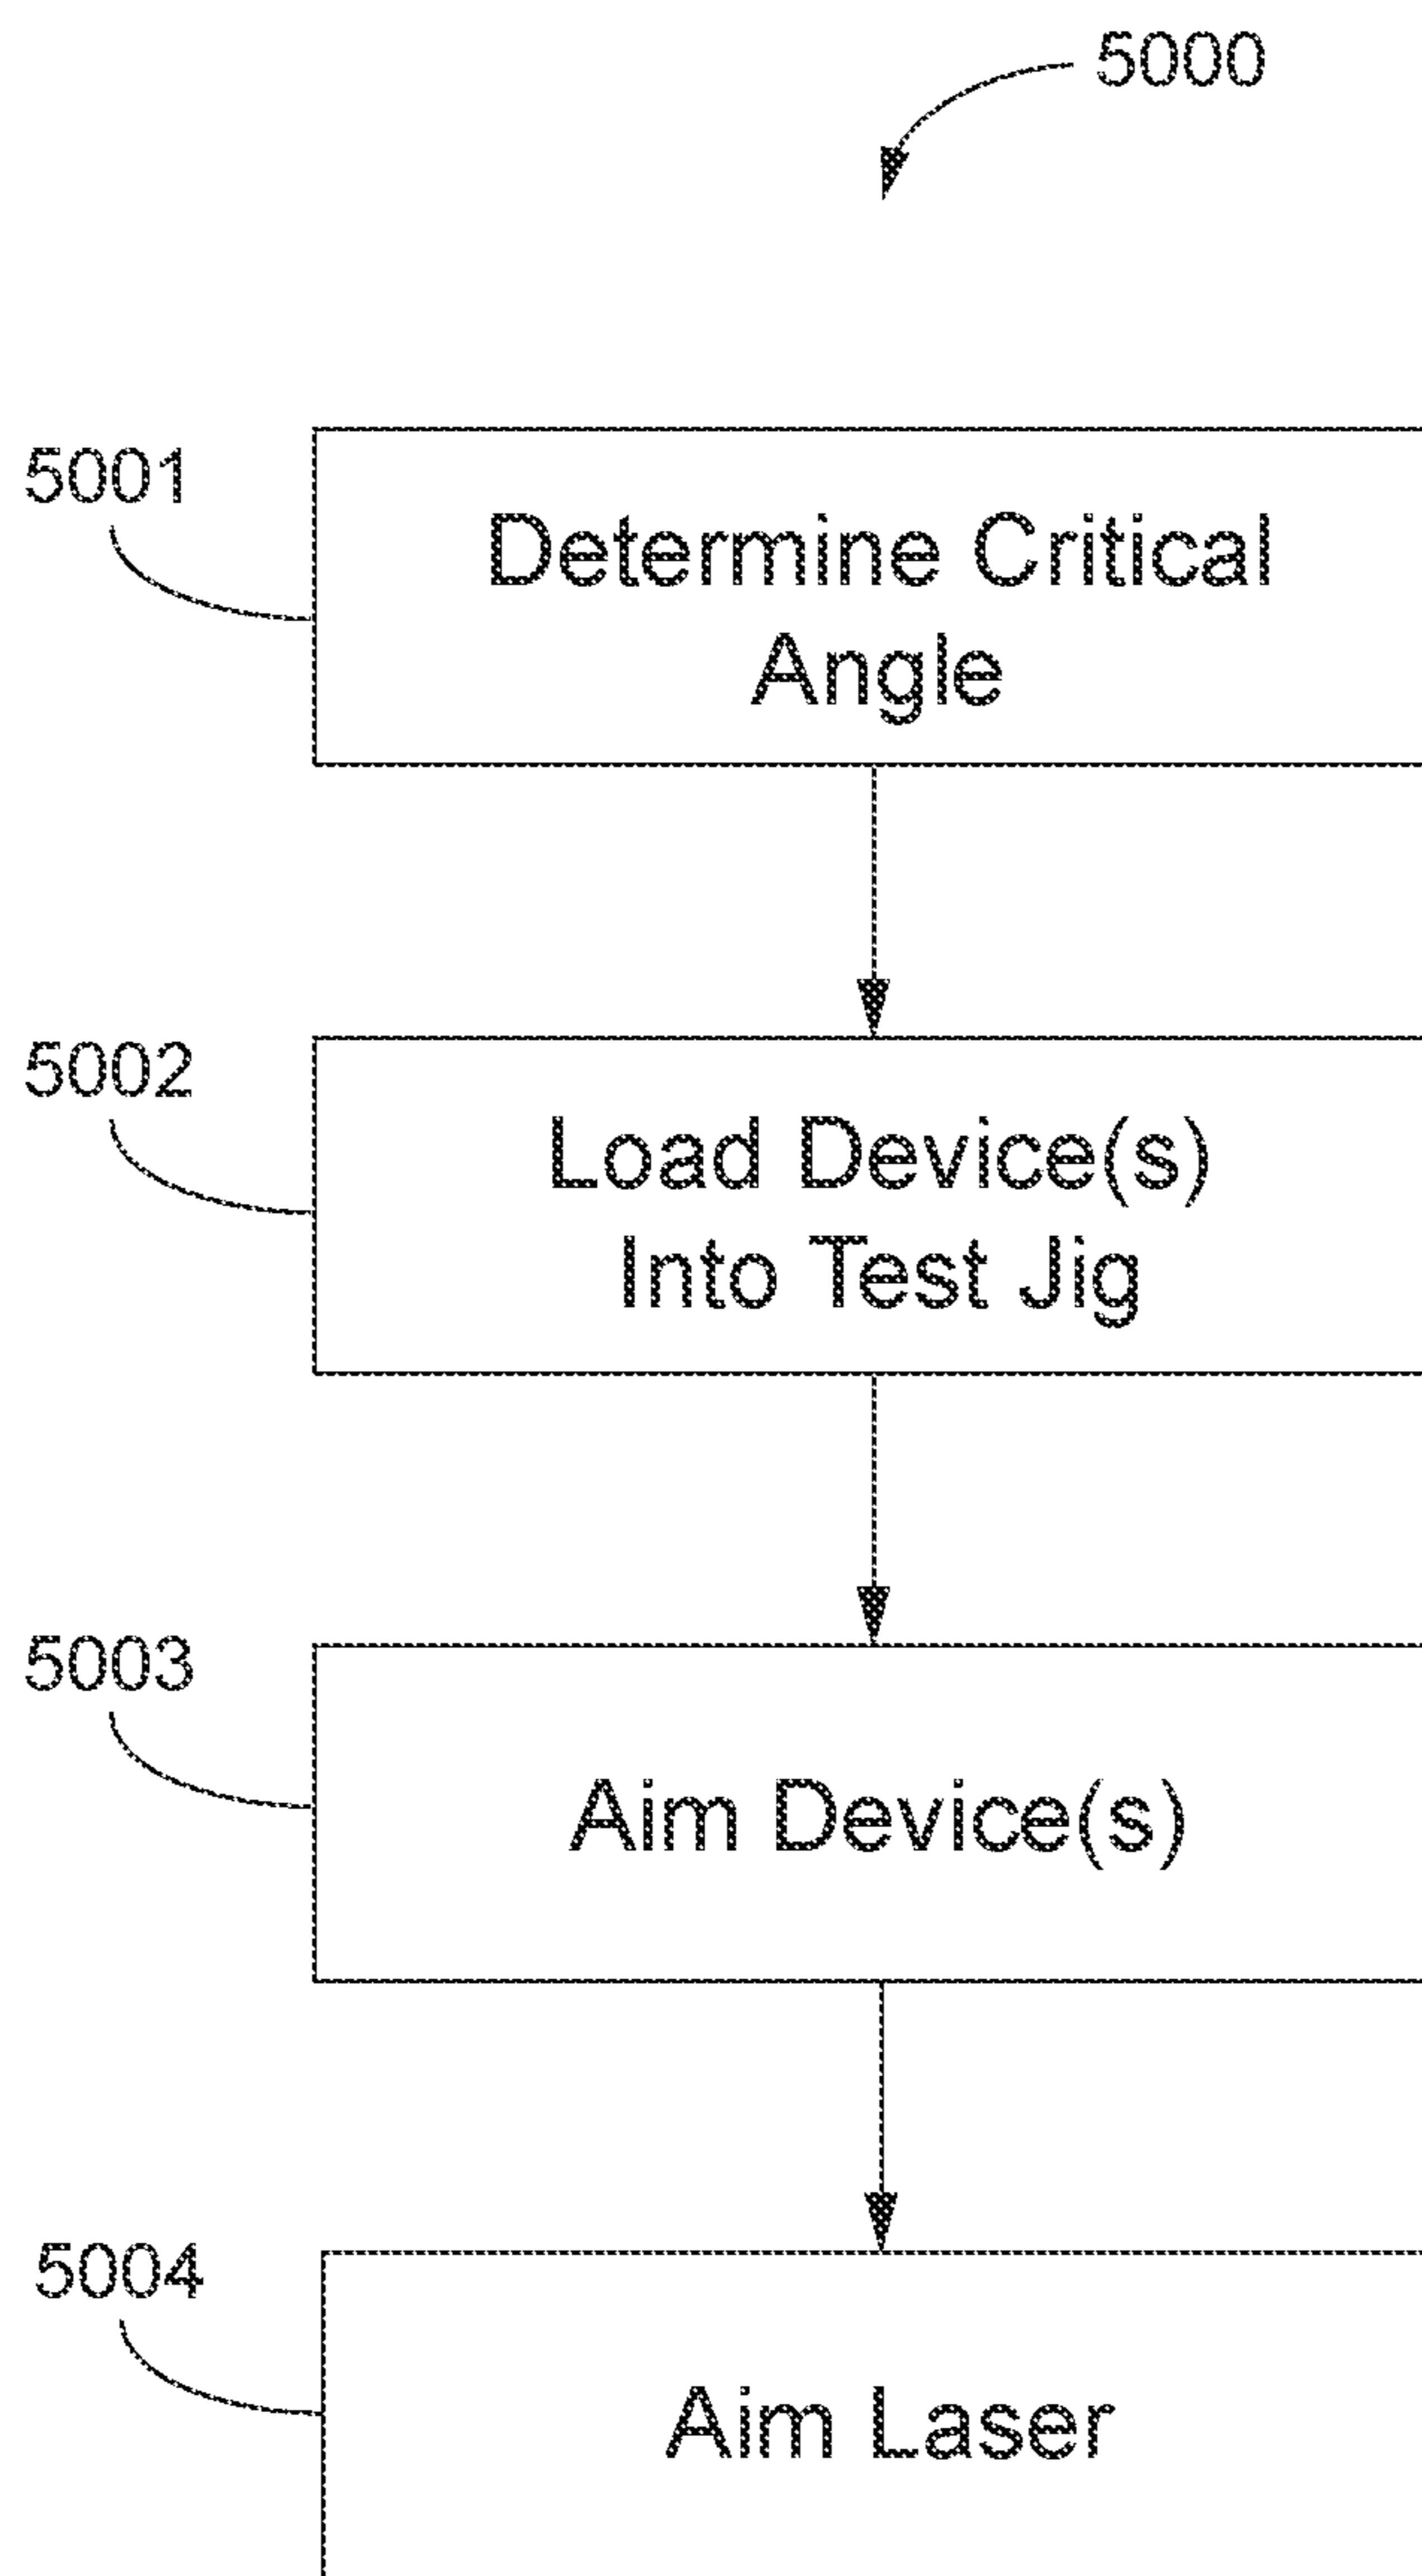 5000
5001
Determine Critical
Angle
5002
Load Device(s)
Into Test Jig
5003
Aim Device(s)
5004
Aim Laser